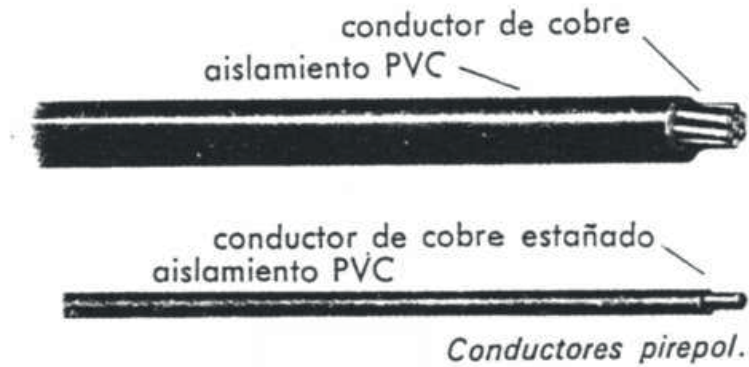 conductor de cobre
aislamiento PVC
conductor de cobre estañado
aislamiento PVC
Conductores pirepol.